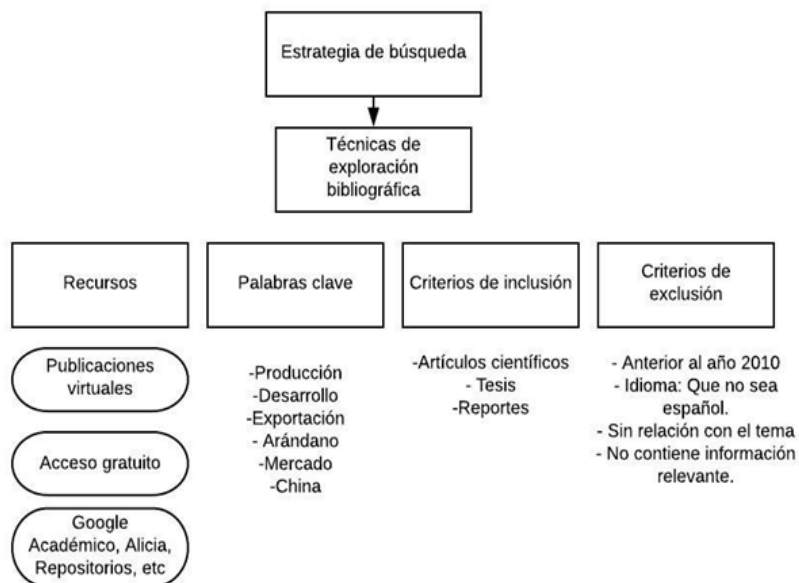 Estrategia de búsqueda
Técnicas de
exploración
bibliográfica
Recursos
Palabras clave
Criterios de inclusión
Criterios de
exclusión
Publicaciones
virtuales
Acceso gratuito
Google
Académico, Alicia,
Repositorios, etc
-Producción
-Desarrollo
-Exportación
- Arándano
-Mercado
-China
-Artículos científicos
- Tesis
-Reportes
- Anterior al año 2010
- Idioma: Que no sea
español.
- Sin relación con el tema
- No contiene información
relevante.